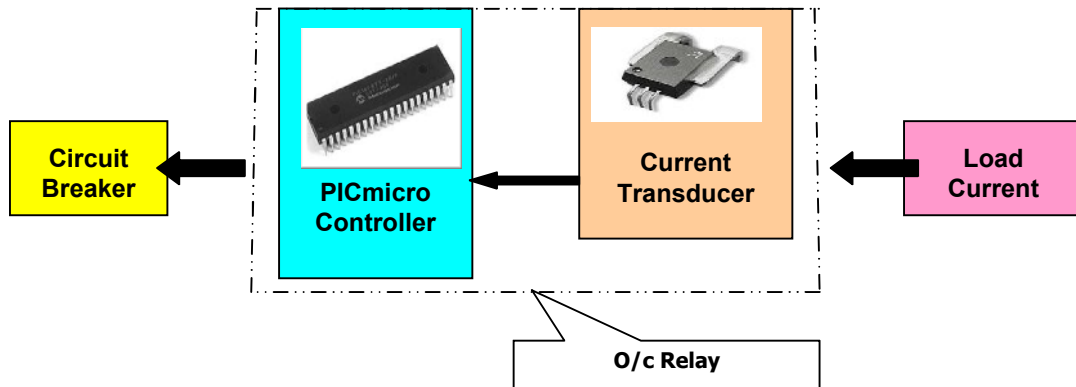 Circuit
Breaker
PICmicro
Controller
Current
Transducer
Load
Current
O/c Relay